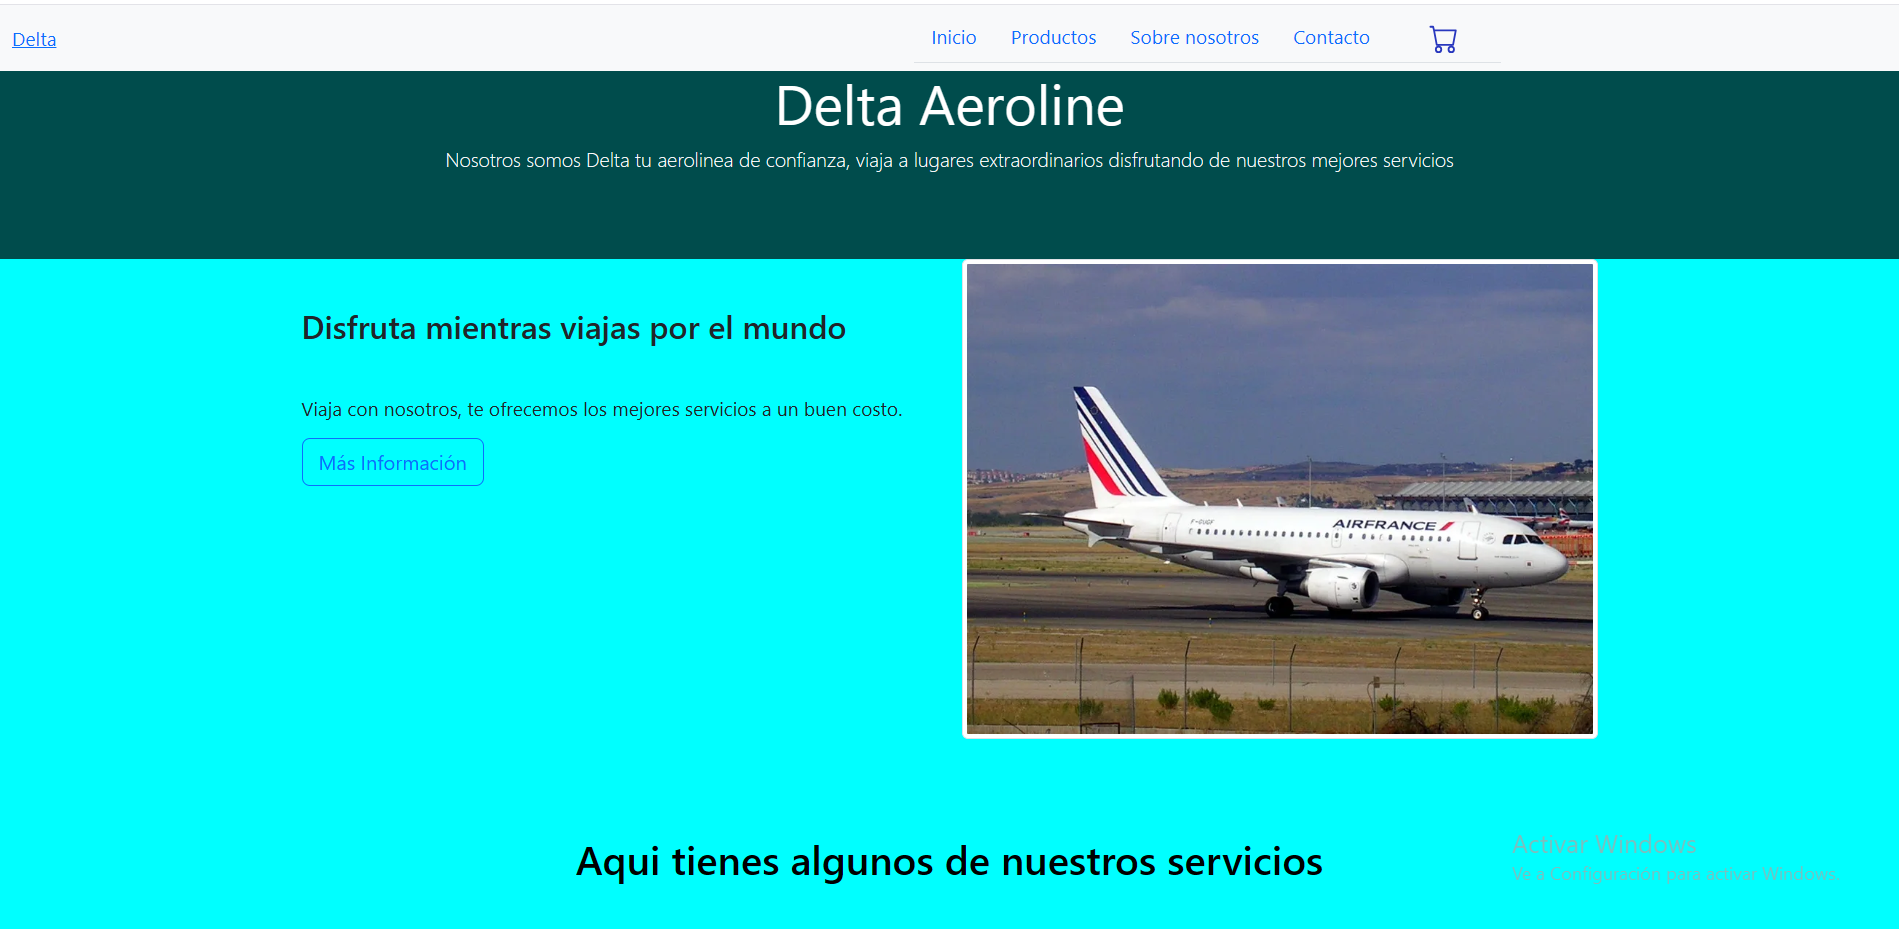 Delta
Inicio Productos Sobre nosotros Contacto
Delta Aeroline
Nosotros somos Delta tu aerolinea de confianza, viaja a lugares extraordinarios disfrutando de nuestros mejores servicios
Disfruta mientras viajas por el mundo
Viaja con nosotros, te ofrecemos los mejores servicios a un buen costo.
Más Información
AIRFRANCE
F-GUGF
Aqui tienes algunos de nuestros servicios
Activar Windows
Ve a Configuración para activar Windows.